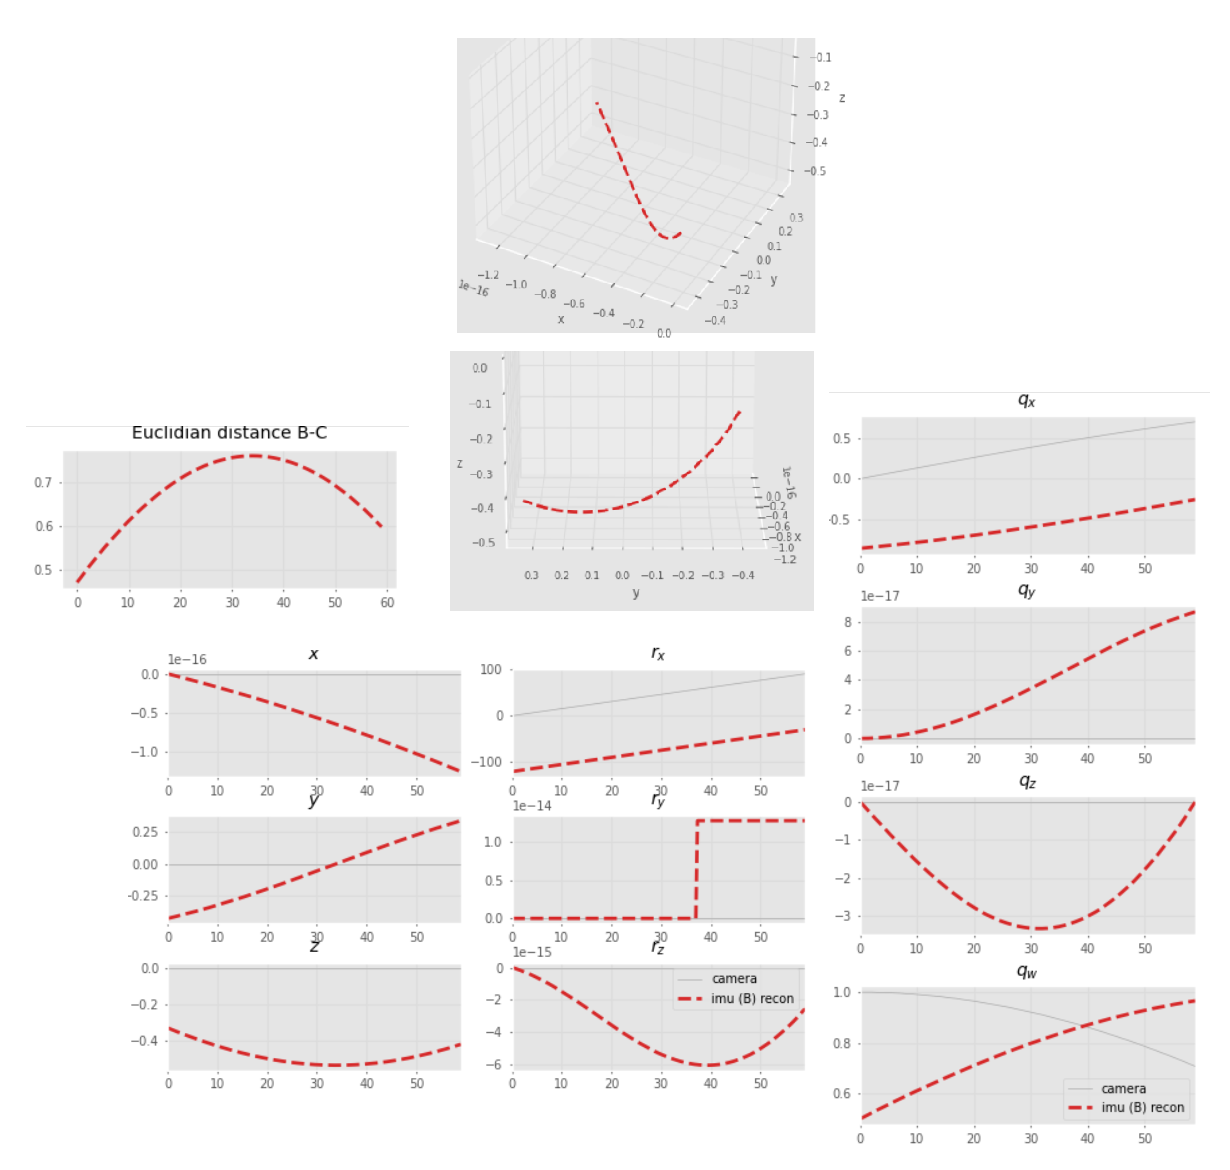 −0.1
−0.2
z
−0.3
−0.4
−0.5
0.3
0.2
0.1
0.0
−0.1
y
−0.2
−0.3
−0.4
−1.2
1e−16
−1.0
−0.8
−0.6
−0.4
−0.2
0.0
x
0.0
−0.1
−0.2
z
−0.3
−0.4
−0.5
1e−16
0.0
−0.2
−0.4
−0.6
−0.8
x
−1.0
−1.2
0.3 0.2 0.1 0.0 −0.1 −0.2 −0.3 −0.4
y
Euclidian distance B-C
0.7
0.6
0.5
0 10 20 30 40 50 60
qx
0.5
0.0
-0.5
0 10 20 30 40 50
1e−17
qy
8
6
4
2
0
0 10 20 30 40 50
1e−17
qz
0
−1
−2
−3
0 10 20 30 40 50
qw
1.0
0.8
0.6
camera
imu (B) recon
0 10 20 30 40 50
1e−16
x
0.0
−0.5
−1.0
0 10 20 30 40 50
y
0.25
0.00
−0.25
0 10 20 30 40 50
z
0.0
−0.2
−0.4
0 10 20 30 40 50
rx
100
0
−100
0 10 20 30 40 50
1e−14
ry
1.0
0.5
0.0
0 10 20 30 40 50
1e−15
rz
0
−2
−4
−6
camera
imu (B) recon
0 10 20 30 40 50